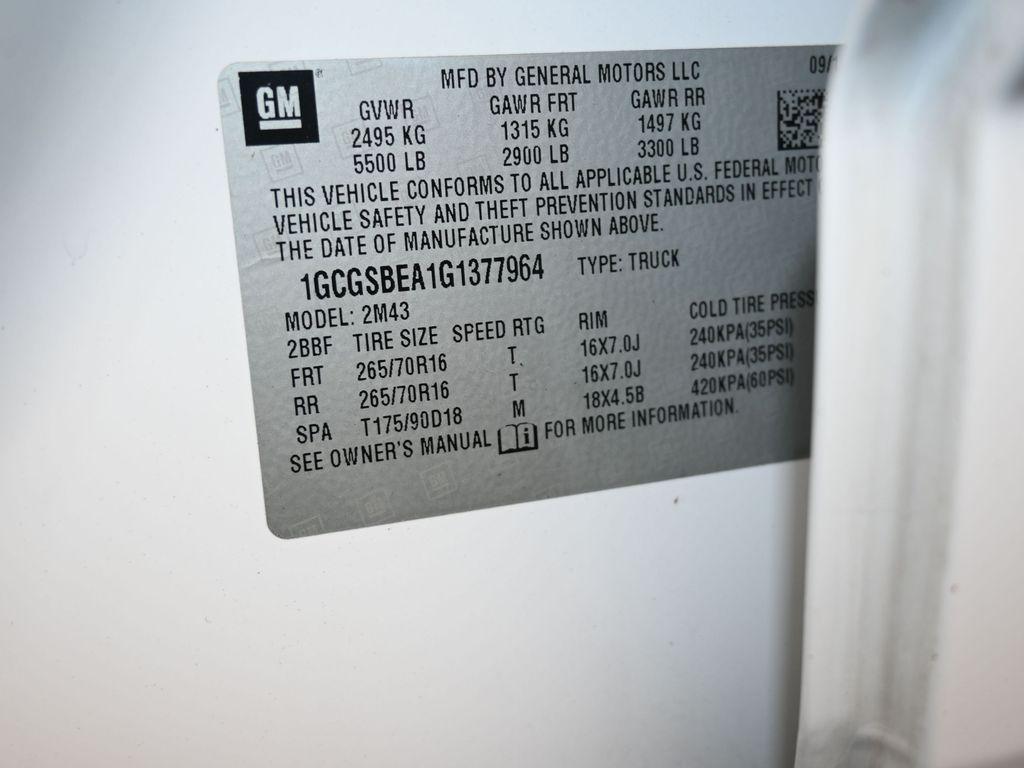 GM
MFD BY GENERAL MOTORS LLC 09/1
GVWR GAWR FRT GAWR RR
2495 KG 1315 KG 1497 KG
5500 LB 2900 LB 3300 LB
THIS VEHICLE CONFORMS TO ALL APPLICABLE U.S. FEDERAL MOTO
VEHICLE SAFETY AND THEFT PREVENTION STANDARDS IN EFFECT
THE DATE OF MANUFACTURE SHOWN ABOVE.
1GCGSBEA1G1377964 TYPE: TRUCK
MODEL: 2M43
2BBF TIRE SIZE SPEED RTG RIM COLD TIRE PRESS
FRT 265/70R16 T 16X7.0J 240KPA(35PSI)
RR 265/70R16 T 16X7.0J 240KPA(35PSI)
SPA T175/90D18 M 18X4.5B 420KPA(60PSI)
SEE OWNER'S MANUAL FOR MORE INFORMATION.